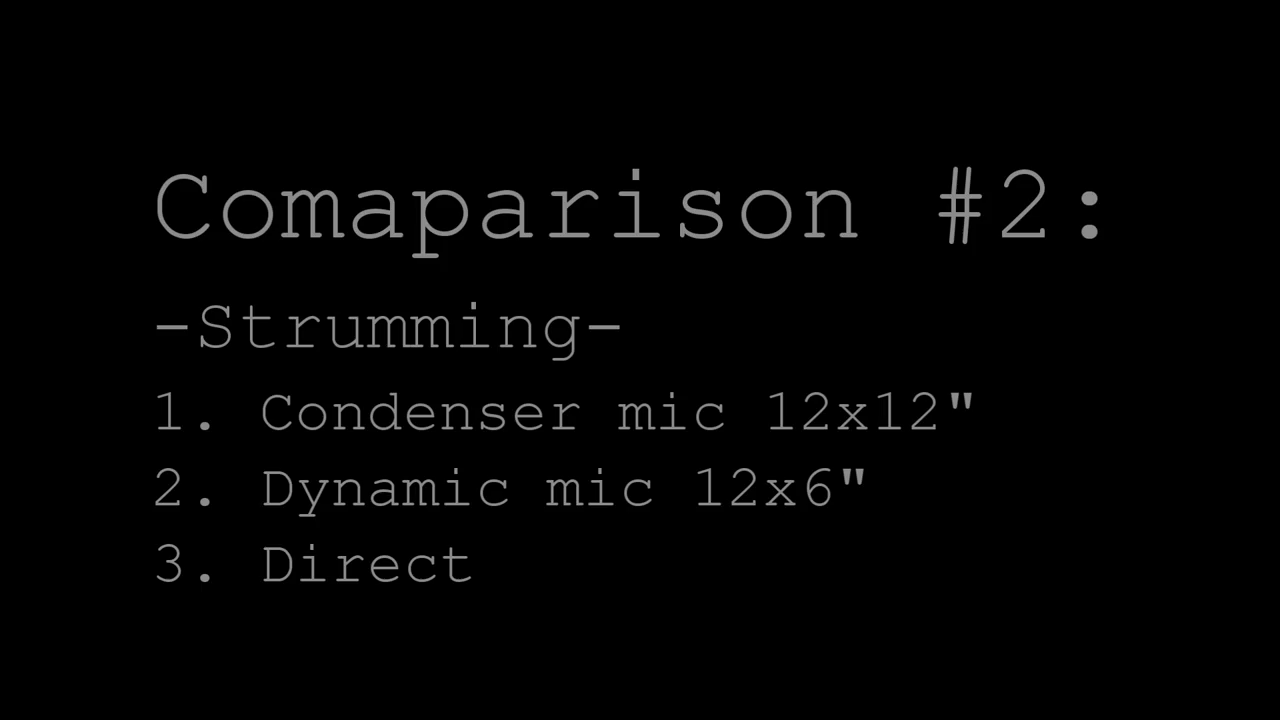 Comaparison #2:
-Strumming-
1. Condenser mic 12x12"
2. Dynamic mic 12x6"
3. Direct